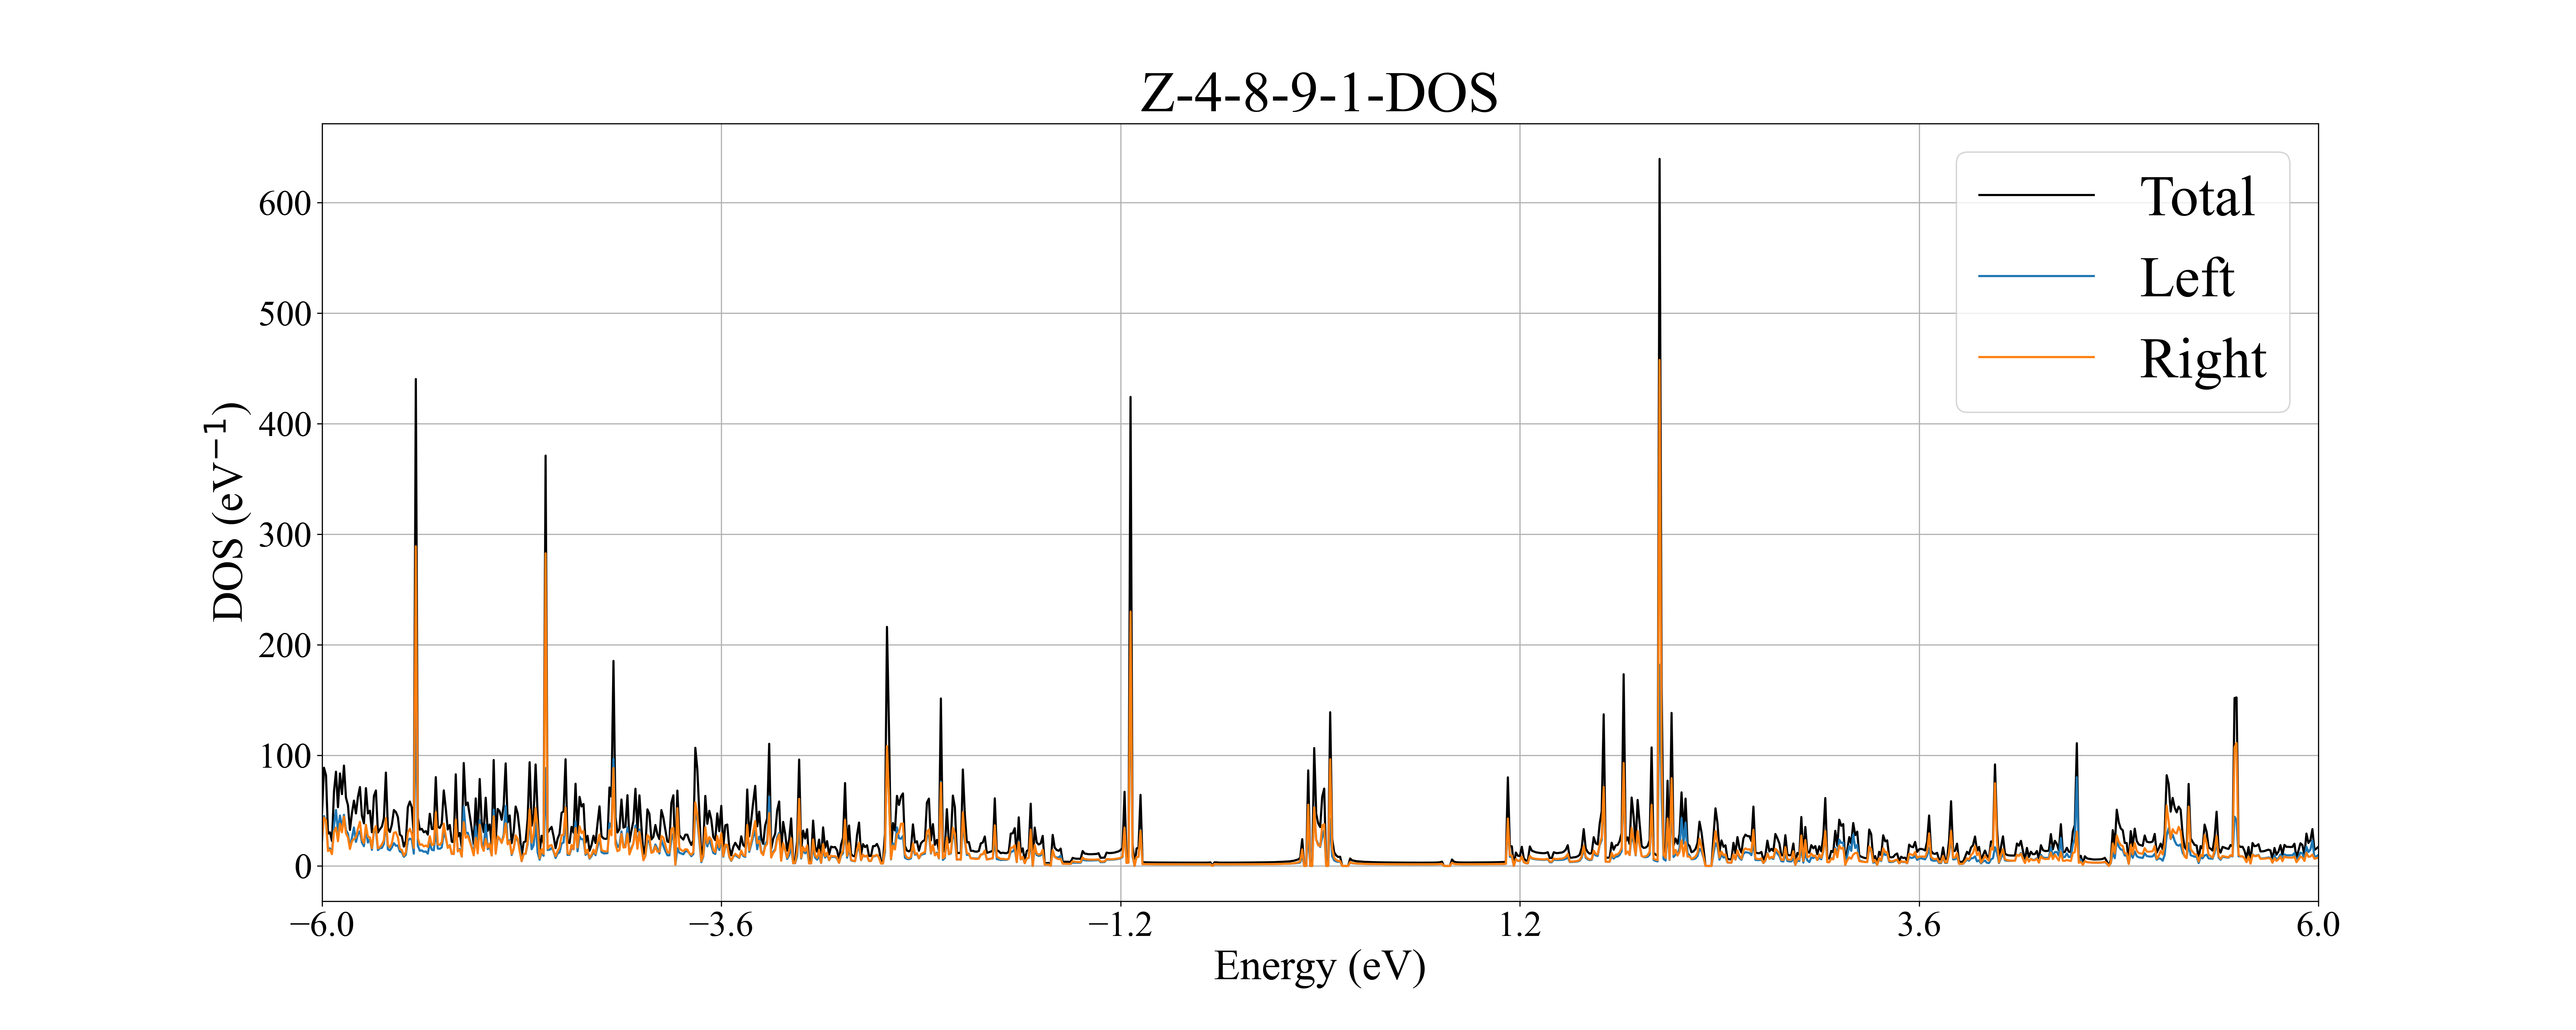 Z-4-8-9-1-DOS
Total
Left
Right
DOS (eV⁻¹)
600
500
400
300
200
100
0
−6.0 −3.6 −1.2 1.2 3.6 6.0
Energy (eV)